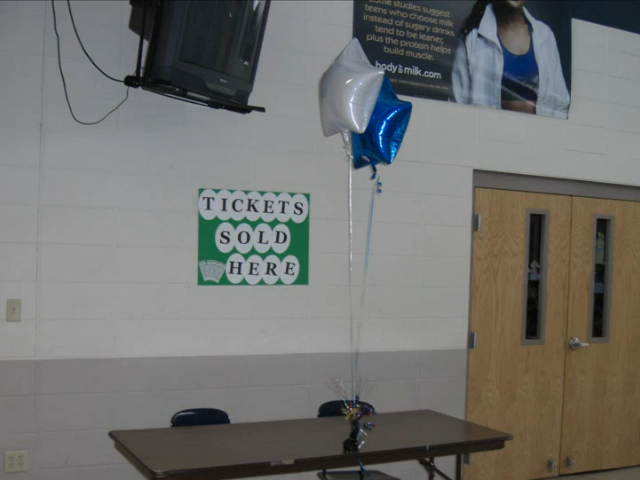 Some studies suggest
teens who choose milk
instead of sugary drinks
tend to be leaner,
plus the protein helps
build muscle.
body by milk.com
TICKETS
SOLD
HERE